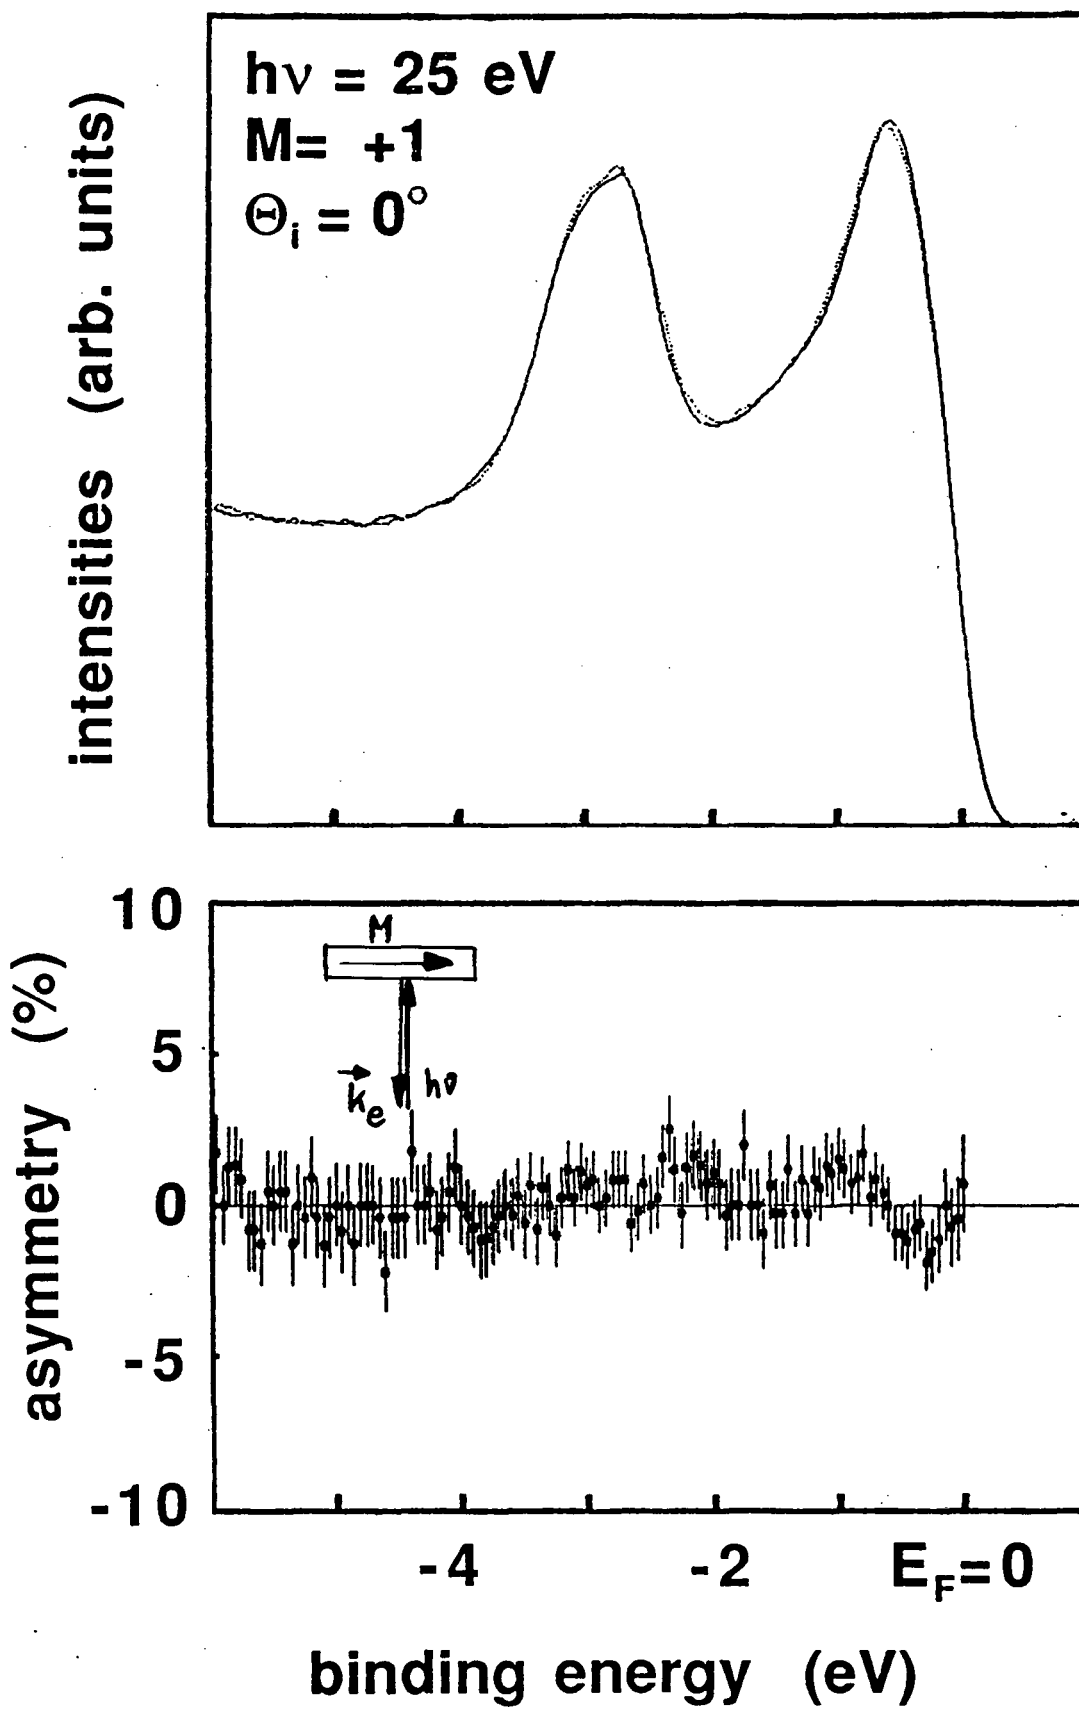 hν = 25 eV
M= +1
Θi = 0°
intensities (arb. units)
10
5
0
-5
-10
asymmetry (%)
M
ke
hν
-4
-2
EF=0
binding energy (eV)